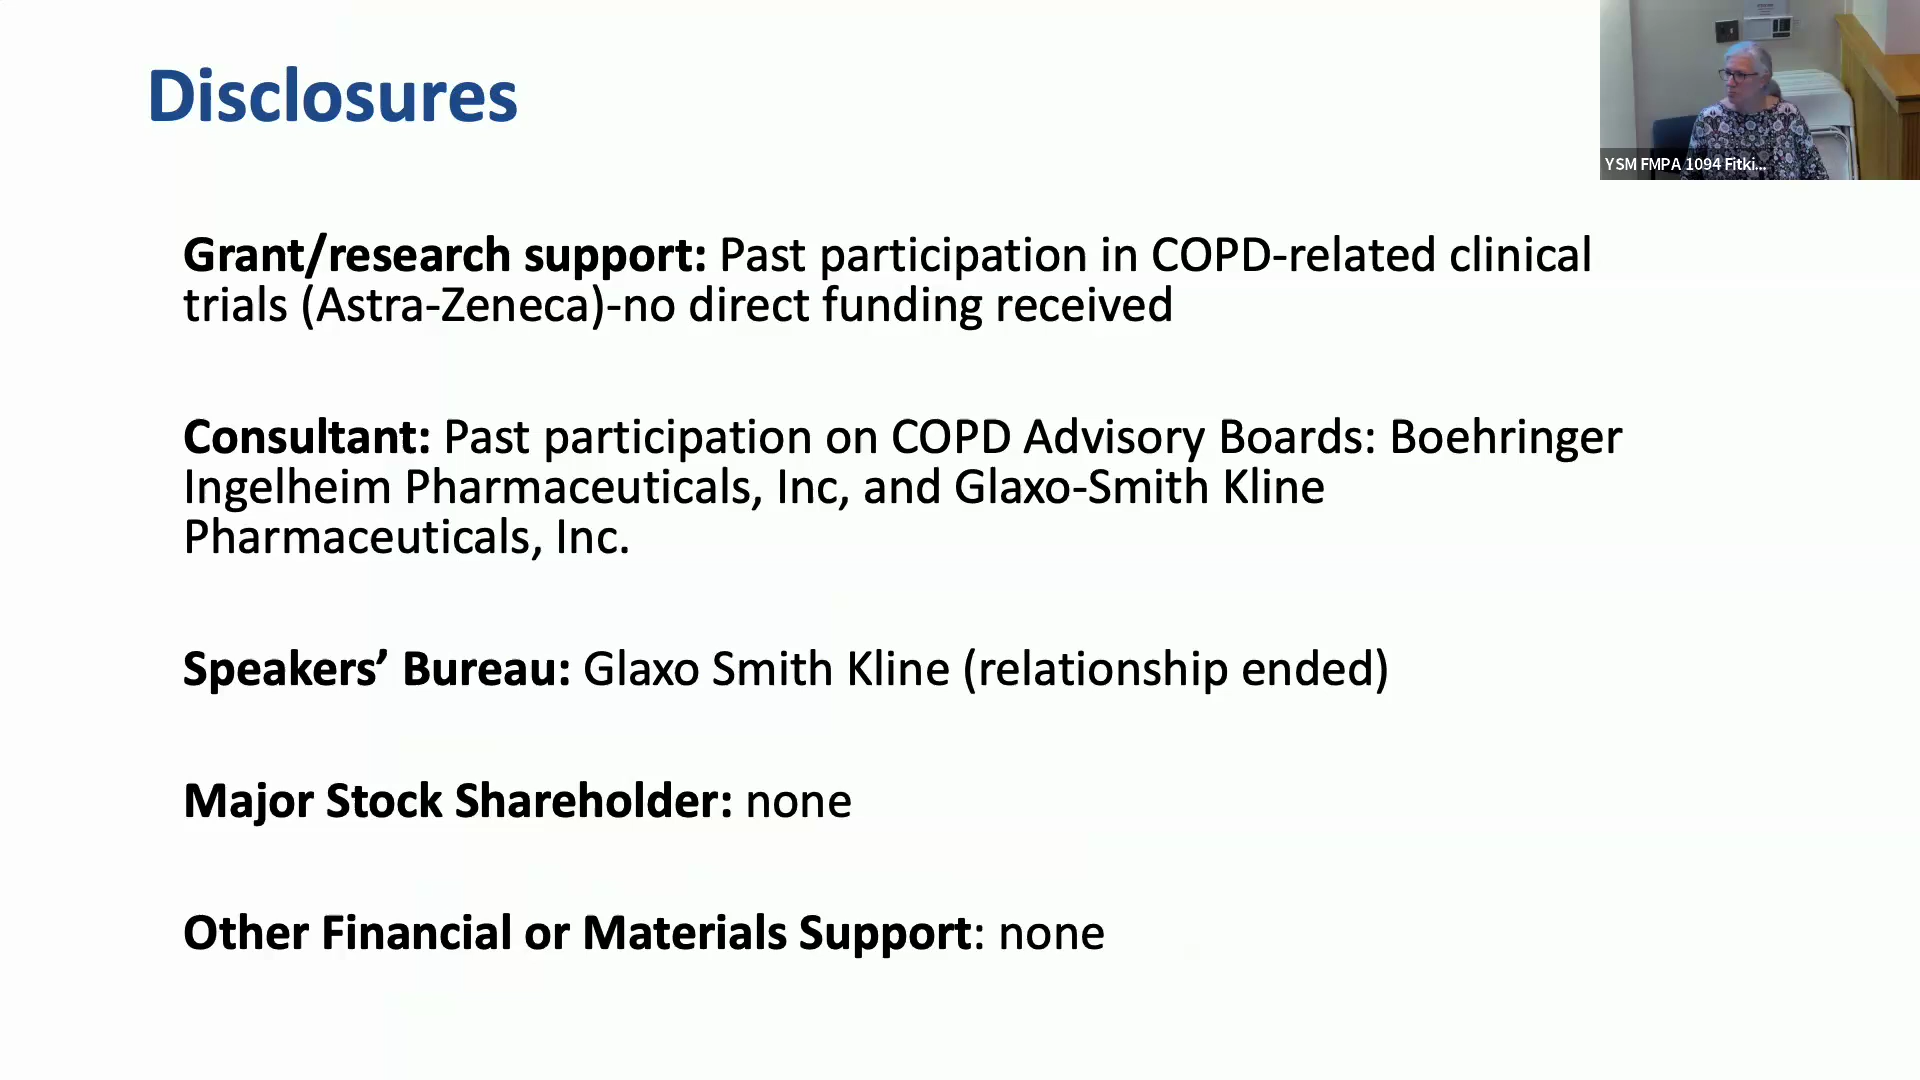 Disclosures
YSM FMPA 1094 Fitki...
Grant/research support: Past participation in COPD-related clinical
trials (Astra-Zeneca)-no direct funding received
Consultant: Past participation on COPD Advisory Boards: Boehringer
Ingelheim Pharmaceuticals, Inc, and Glaxo-Smith Kline
Pharmaceuticals, Inc.
Speakers’ Bureau: Glaxo Smith Kline (relationship ended)
Major Stock Shareholder: none
Other Financial or Materials Support: none